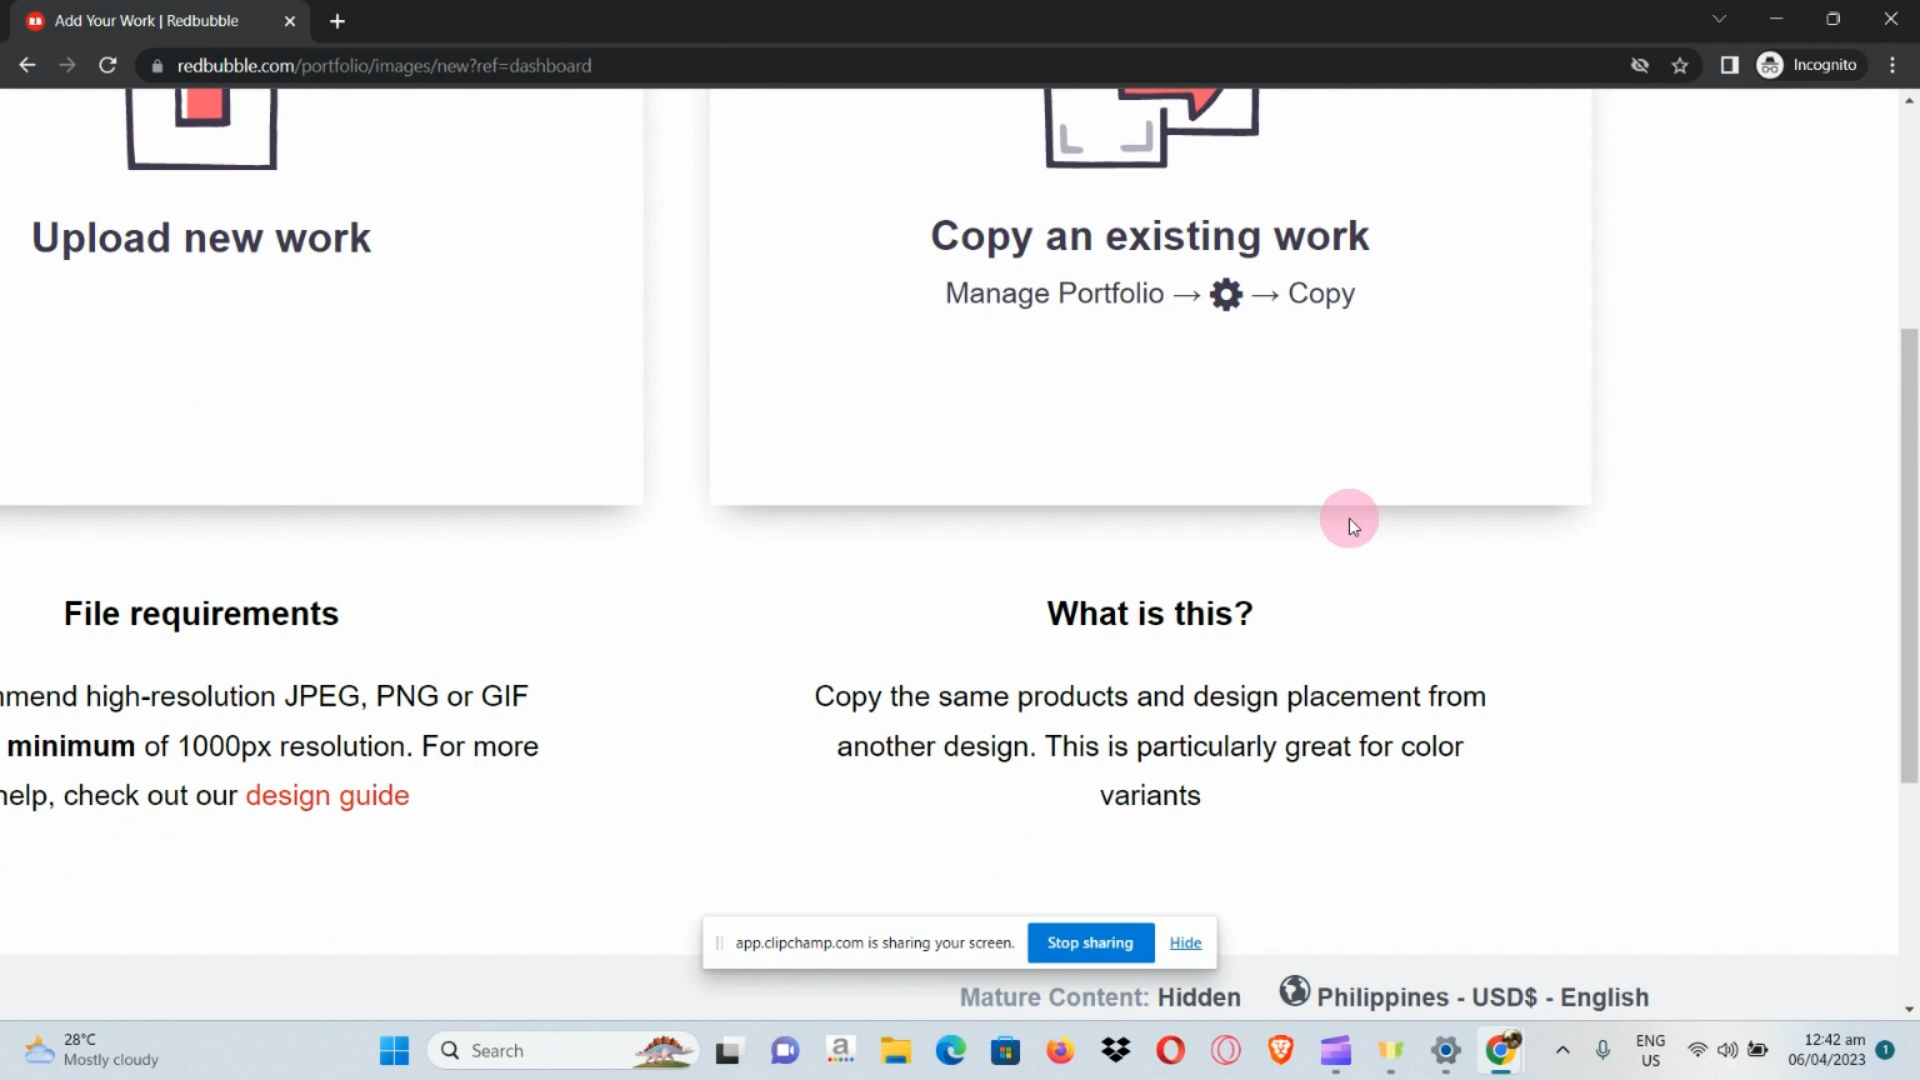 Add Your Work | Redbubble
redbubble.com/portfolio/images/new?ref=dashboard
Incognito
Upload new work
Copy an existing work
Manage Portfolio → → Copy
File requirements
What is this?
mend high-resolution JPEG, PNG or GIF
minimum of 1000px resolution. For more
help, check out our design guide
Copy the same products and design placement from
another design. This is particularly great for color
variants
app.clipchamp.com is sharing your screen.
Stop sharing
Hide
Mature Content: Hidden
Philippines - USD$ - English
28°C
Mostly cloudy
Search
ENG
US
12:42 am
06/04/2023
1